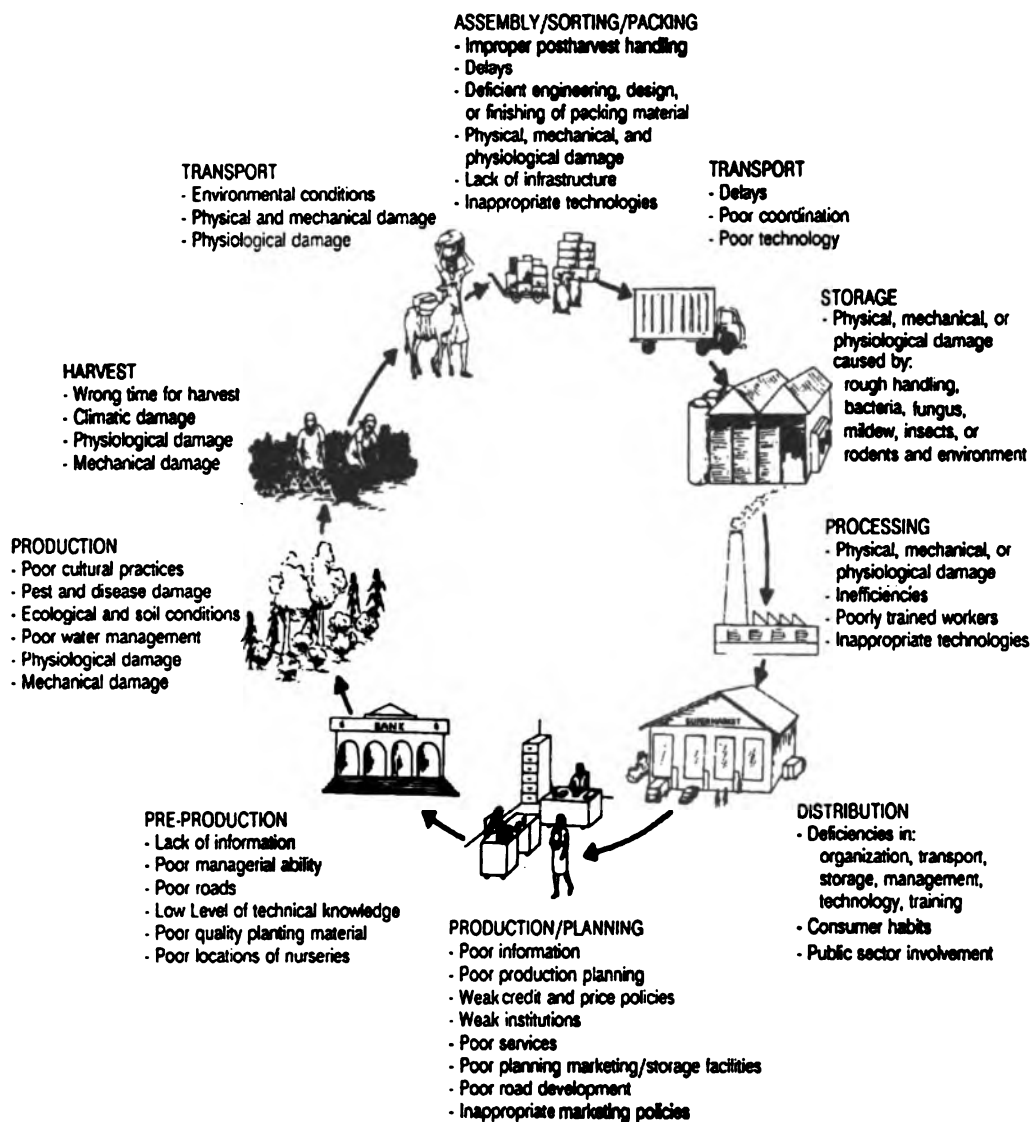 ASSEMBLY/SORTING/PACKING
- Improper postharvest handling
- Delays
- Deficient engineering, design,
or finishing of packing material
- Physical, mechanical, and
physiological damage
- Lack of infrastructure
- Inappropriate technologies
TRANSPORT
- Delays
- Poor coordination
- Poor technology
STORAGE
- Physical, mechanical, or
physiological damage
caused by:
rough handling,
bacteria, fungus,
mildew, insects, or
rodents and environment
PROCESSING
- Physical, mechanical, or
physiological damage
- Inefficiencies
- Poorly trained workers
- Inappropriate technologies
SUPERMARKET
DISTRIBUTION
- Deficiencies in:
organization, transport,
storage, management,
technology, training
- Consumer habits
- Public sector involvement
PRODUCTION/PLANNING
- Poor information
- Poor production planning
- Weak credit and price policies
- Weak institutions
- Poor services
- Poor planning marketing/storage facilities
- Poor road development
- Inappropriate marketing policies
BANK
PRE-PRODUCTION
- Lack of information
- Poor managerial ability
- Poor roads
- Low Level of technical knowledge
- Poor quality planting material
- Poor locations of nurseries
PRODUCTION
- Poor cultural practices
- Pest and disease damage
- Ecological and soil conditions
- Poor water management
- Physiological damage
- Mechanical damage
HARVEST
- Wrong time for harvest
- Climatic damage
- Physiological damage
- Mechanical damage
TRANSPORT
- Environmental conditions
- Physical and mechanical damage
- Physiological damage